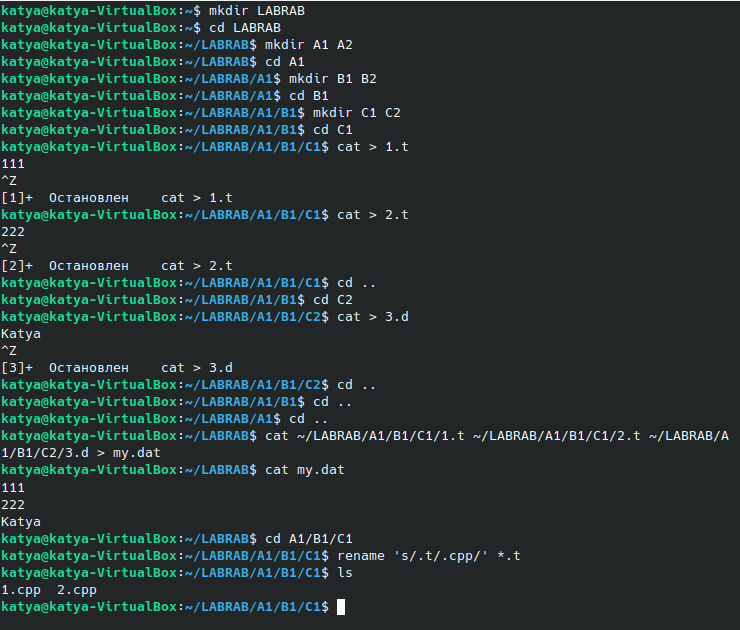 katya@katya-VirtualBox:~$ mkdir LABRAB
katya@katya-VirtualBox:~$ cd LABRAB
katya@katya-VirtualBox:~/LABRAB$ mkdir A1 A2
katya@katya-VirtualBox:~/LABRAB$ cd A1
katya@katya-VirtualBox:~/LABRAB/A1$ mkdir B1 B2
katya@katya-VirtualBox:~/LABRAB/A1$ cd B1
katya@katya-VirtualBox:~/LABRAB/A1/B1$ mkdir C1 C2
katya@katya-VirtualBox:~/LABRAB/A1/B1$ cd C1
katya@katya-VirtualBox:~/LABRAB/A1/B1/C1$ cat > 1.t
111
^Z
[1]+  Остановлен    cat > 1.t
katya@katya-VirtualBox:~/LABRAB/A1/B1/C1$ cat > 2.t
222
^Z
[2]+  Остановлен    cat > 2.t
katya@katya-VirtualBox:~/LABRAB/A1/B1/C1$ cd ..
katya@katya-VirtualBox:~/LABRAB/A1/B1$ cd C2
katya@katya-VirtualBox:~/LABRAB/A1/B1/C2$ cat > 3.d
Katya
^Z
[3]+  Остановлен    cat > 3.d
katya@katya-VirtualBox:~/LABRAB/A1/B1/C2$ cd ..
katya@katya-VirtualBox:~/LABRAB/A1/B1$ cd ..
katya@katya-VirtualBox:~/LABRAB/A1$ cd ..
katya@katya-VirtualBox:~/LABRAB$ cat ~/LABRAB/A1/B1/C1/1.t ~/LABRAB/A1/B1/C1/2.t ~/LABRAB/A
1/B1/C2/3.d > my.dat
katya@katya-VirtualBox:~/LABRAB$ cat my.dat
111
222
Katya
katya@katya-VirtualBox:~/LABRAB$ cd A1/B1/C1
katya@katya-VirtualBox:~/LABRAB/A1/B1/C1$ rename 's/.t/.cpp/' *.t
katya@katya-VirtualBox:~/LABRAB/A1/B1/C1$ ls
1.cpp  2.cpp
katya@katya-VirtualBox:~/LABRAB/A1/B1/C1$